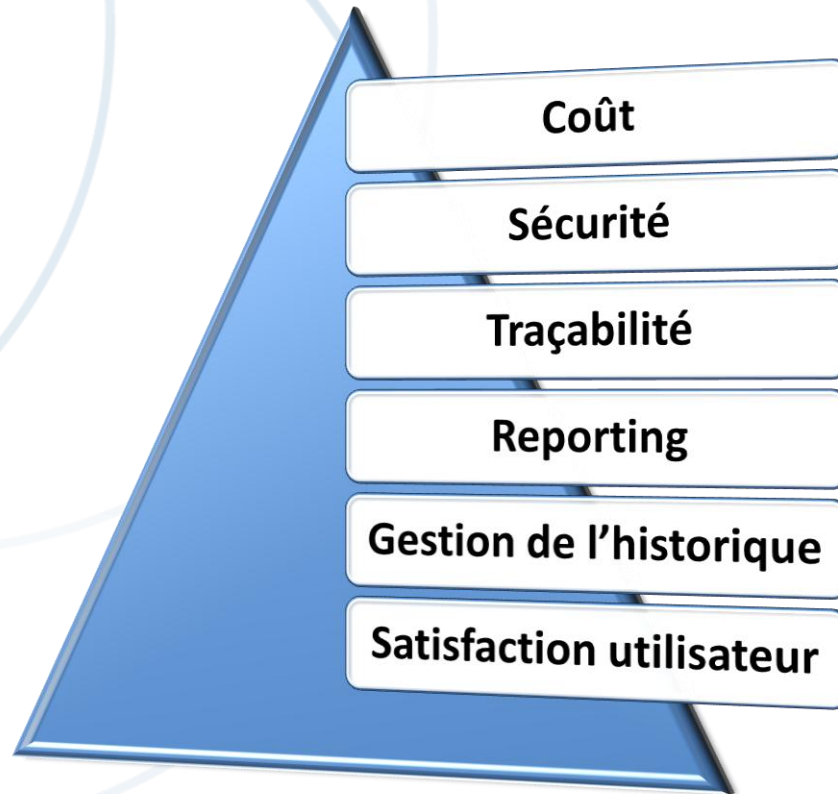 Coût
Sécurité
Traçabilité
Reporting
Gestion de l’historique
Satisfaction utilisateur